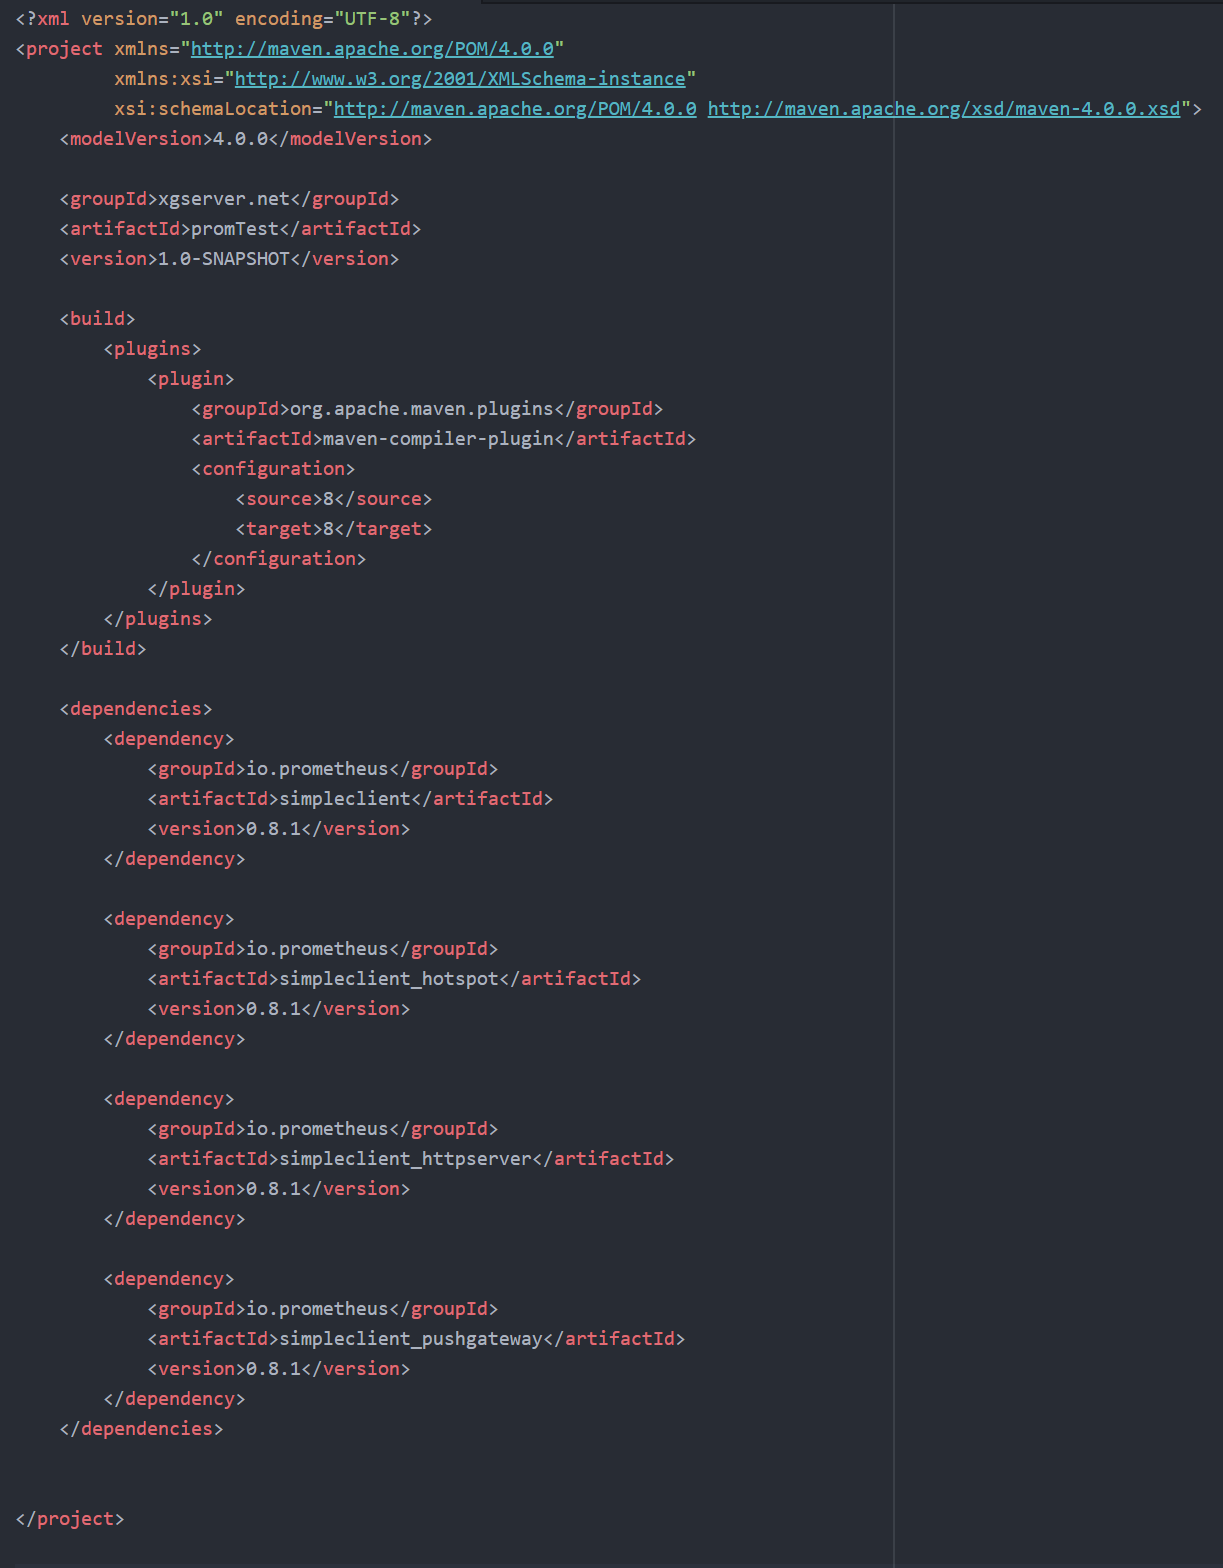 <?xml version="1.0" encoding="UTF-8"?>
<project xmlns="http://maven.apache.org/POM/4.0.0"
         xmlns:xsi="http://www.w3.org/2001/XMLSchema-instance"
         xsi:schemaLocation="http://maven.apache.org/POM/4.0.0 http://maven.apache.org/xsd/maven-4.0.0.xsd">
    <modelVersion>4.0.0</modelVersion>

    <groupId>xgserver.net</groupId>
    <artifactId>promTest</artifactId>
    <version>1.0-SNAPSHOT</version>

    <build>
        <plugins>
            <plugin>
                <groupId>org.apache.maven.plugins</groupId>
                <artifactId>maven-compiler-plugin</artifactId>
                <configuration>
                    <source>8</source>
                    <target>8</target>
                </configuration>
            </plugin>
        </plugins>
    </build>

    <dependencies>
        <dependency>
            <groupId>io.prometheus</groupId>
            <artifactId>simpleclient</artifactId>
            <version>0.8.1</version>
        </dependency>

        <dependency>
            <groupId>io.prometheus</groupId>
            <artifactId>simpleclient_hotspot</artifactId>
            <version>0.8.1</version>
        </dependency>

        <dependency>
            <groupId>io.prometheus</groupId>
            <artifactId>simpleclient_httpserver</artifactId>
            <version>0.8.1</version>
        </dependency>

        <dependency>
            <groupId>io.prometheus</groupId>
            <artifactId>simpleclient_pushgateway</artifactId>
            <version>0.8.1</version>
        </dependency>
    </dependencies>


</project>